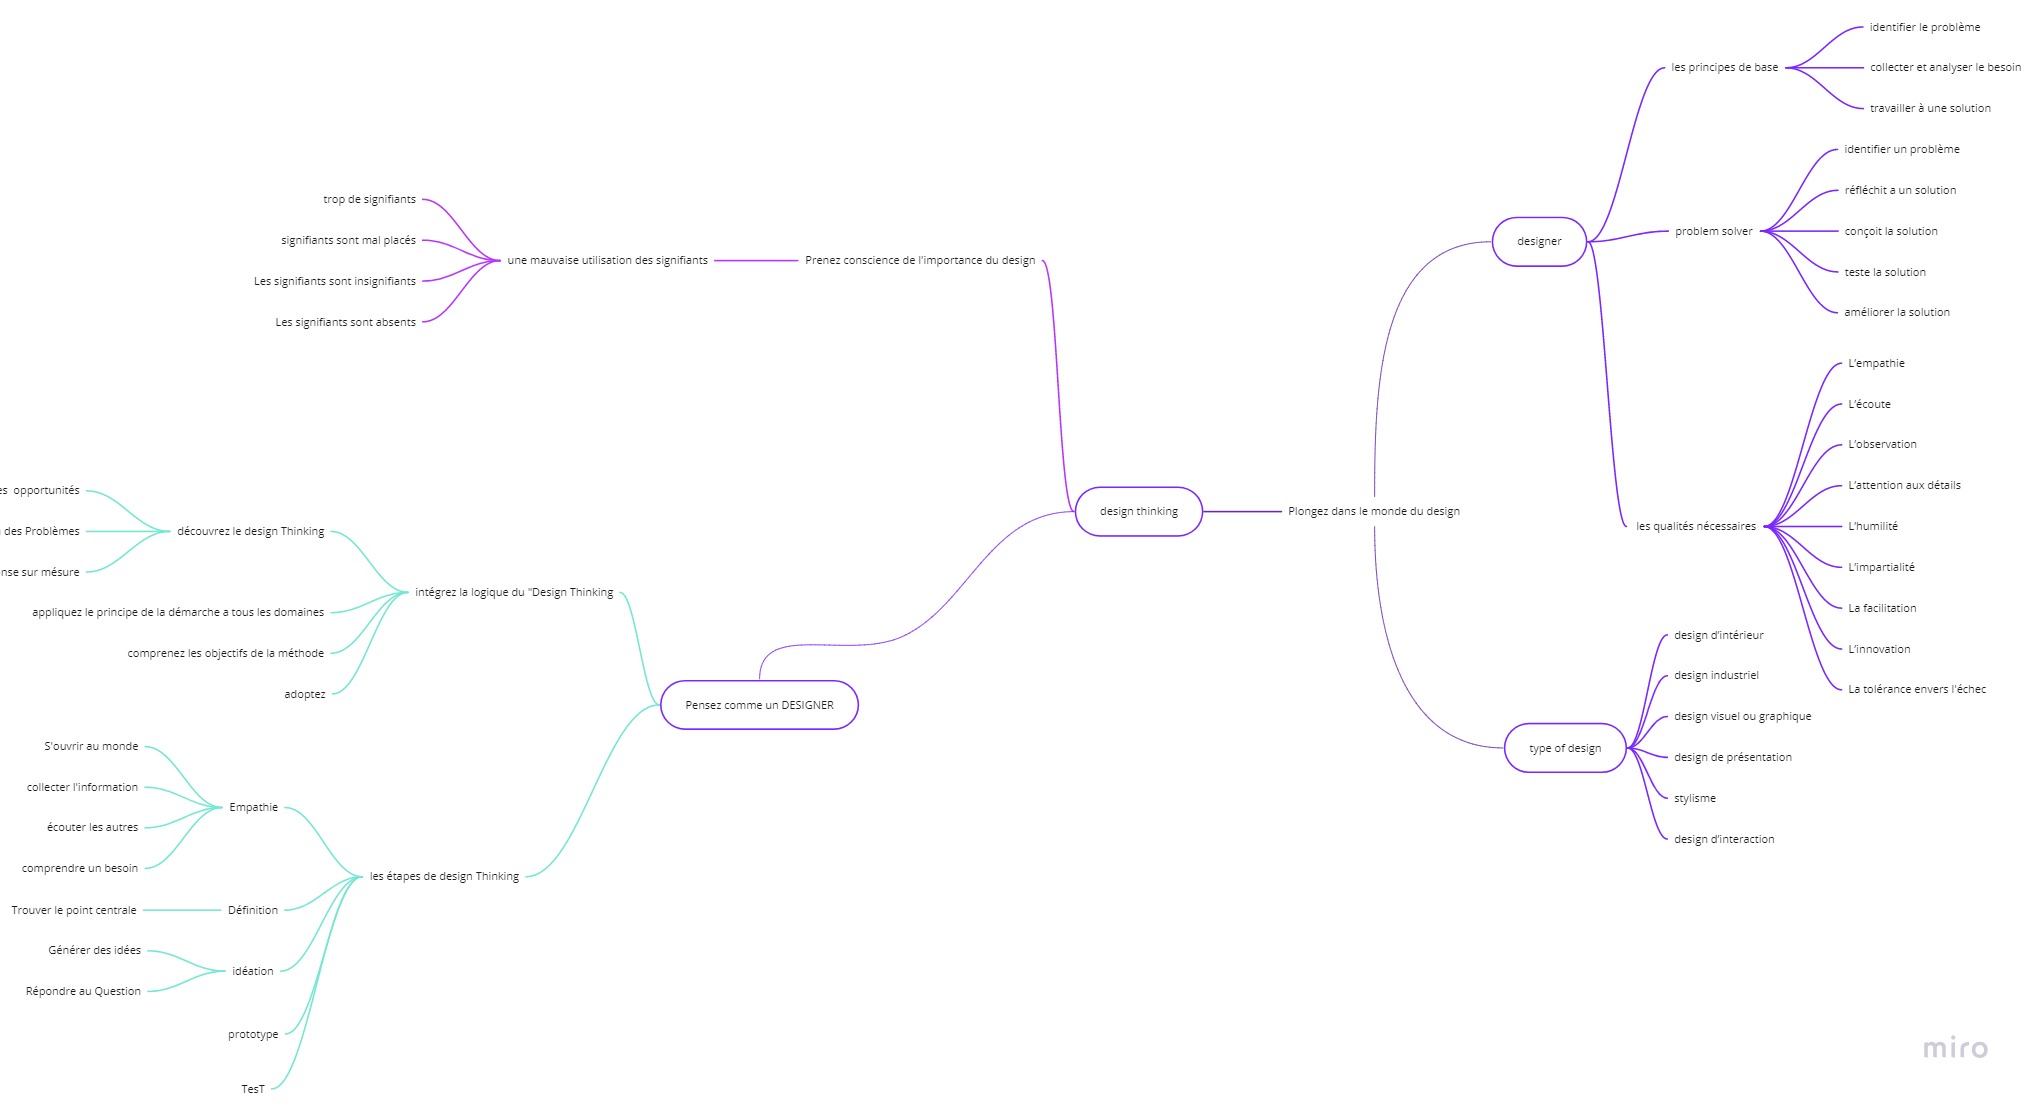 design thinking
Prenez conscience de l'importance du design
une mauvaise utilisation des signifiants
trop de signifiants
signifiants sont mal placés
Les signifiants sont insignifiants
Les signifiants sont absents
Pensez comme un DESIGNER
intégrez la logique du "Design Thinking
découvrez le design Thinking
opportunités
des Problèmes
sur mésure
appliquez le principe de la démarche a tous les domaines
comprenez les objectifs de la méthode
adoptez
les étapes de design Thinking
Empathie
S'ouvrir au monde
collecter l'information
écouter les autres
comprendre un besoin
Définition
Trouver le point centrale
idéation
Générer des idées
Répondre au Question
prototype
TesT
Plongez dans le monde du design
designer
les principes de base
identifier le problème
collecter et analyser le besoin
travailler à une solution
problem solver
identifier un problème
réfléchit a un solution
conçoit la solution
teste la solution
améliorer la solution
les qualités nécessaires
L'empathie
L'écoute
L'observation
L'attention aux détails
L'humilité
L'impartialité
La facilitation
L'innovation
La tolérance envers l'échec
type of design
design d'intérieur
design industriel
design visuel ou graphique
design de présentation
stylisme
design d'interaction
miro